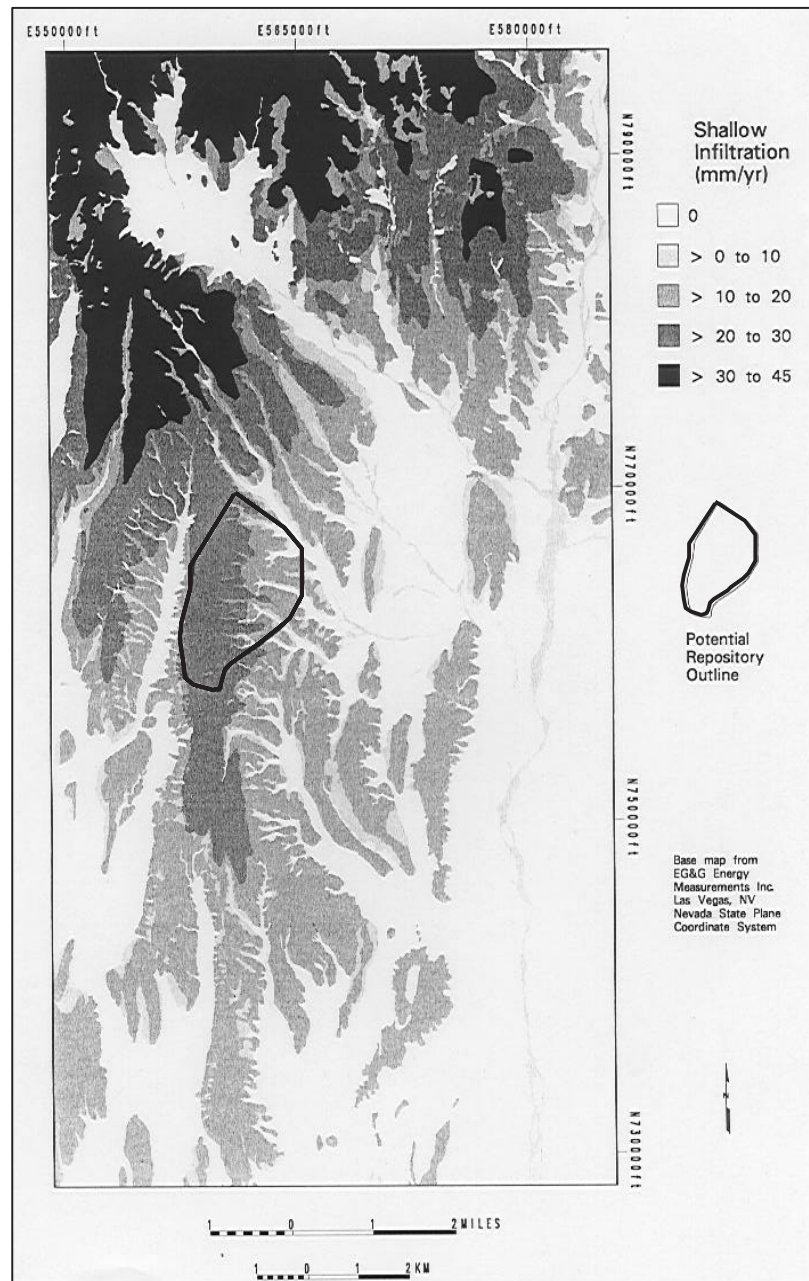 E550000ft E565000ft E580000ft
N790000ft
Shallow
Infiltration
(mm/yr)
0
> 0 to 10
> 10 to 20
> 20 to 30
> 30 to 45
N770000ft
Potential
Repository
Outline
N750000ft
Base map from
EG&G Energy
Measurements Inc.
Las Vegas, NV
Nevada State Plane
Coordinate System
N
N730000ft
1 0 1 2 MILES
1 0 1 2 KM